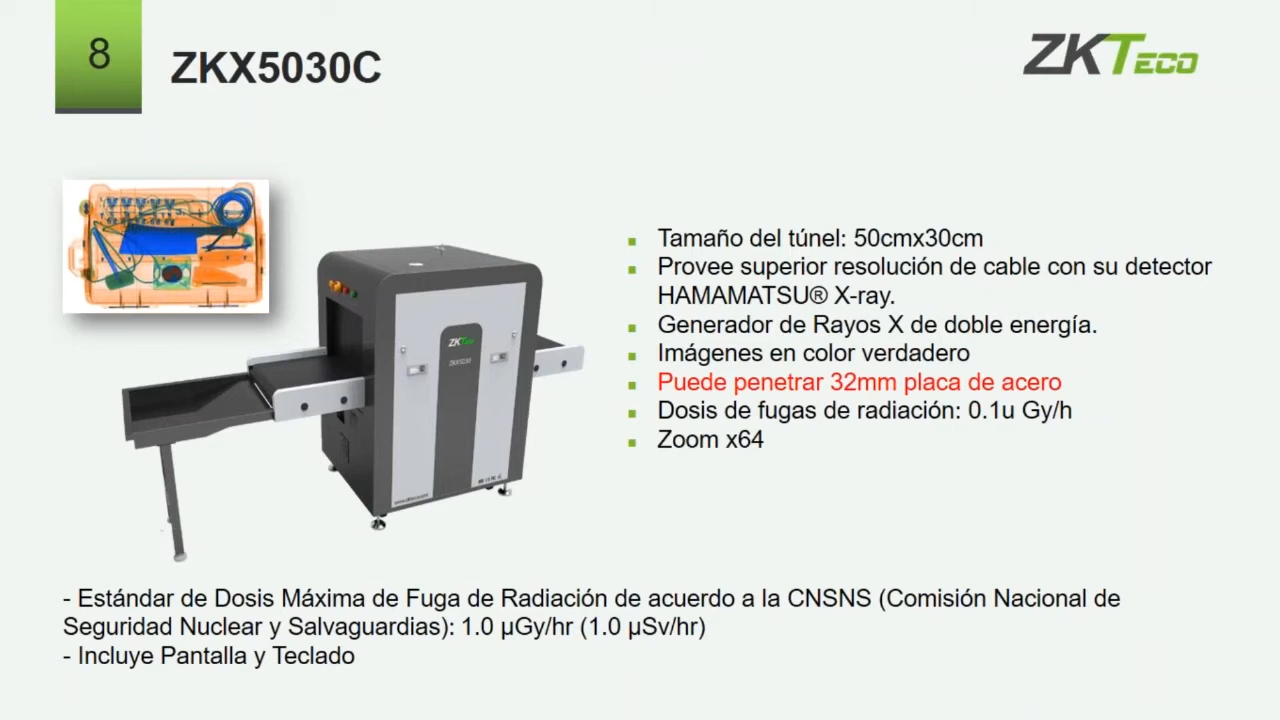 8
ZKX5030C
ZKTeco
Tamaño del túnel: 50cmx30cm
Provee superior resolución de cable con su detector
HAMAMATSU® X-ray.
Generador de Rayos X de doble energía.
Imágenes en color verdadero
Puede penetrar 32mm placa de acero
Dosis de fugas de radiación: 0.1u Gy/h
Zoom x64
ZKTeco
ZKX5030
- Estándar de Dosis Máxima de Fuga de Radiación de acuerdo a la CNSNS (Comisión Nacional de
Seguridad Nuclear y Salvaguardias): 1.0 µGy/hr (1.0 µSv/hr)
- Incluye Pantalla y Teclado